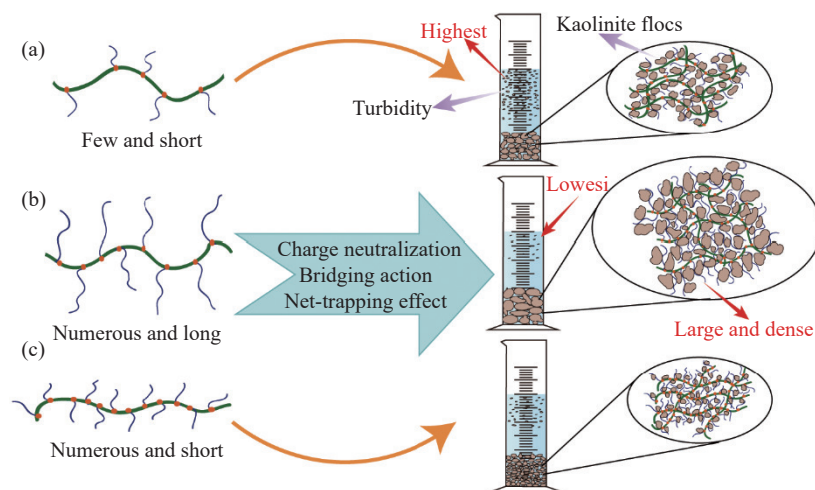 (a)
Few and short
Highest
Turbidity
Kaolinite flocs
(b)
Numerous and long
Charge neutralization
Bridging action
Net-trapping effect
Lowesi
Large and dense
(c)
Numerous and short